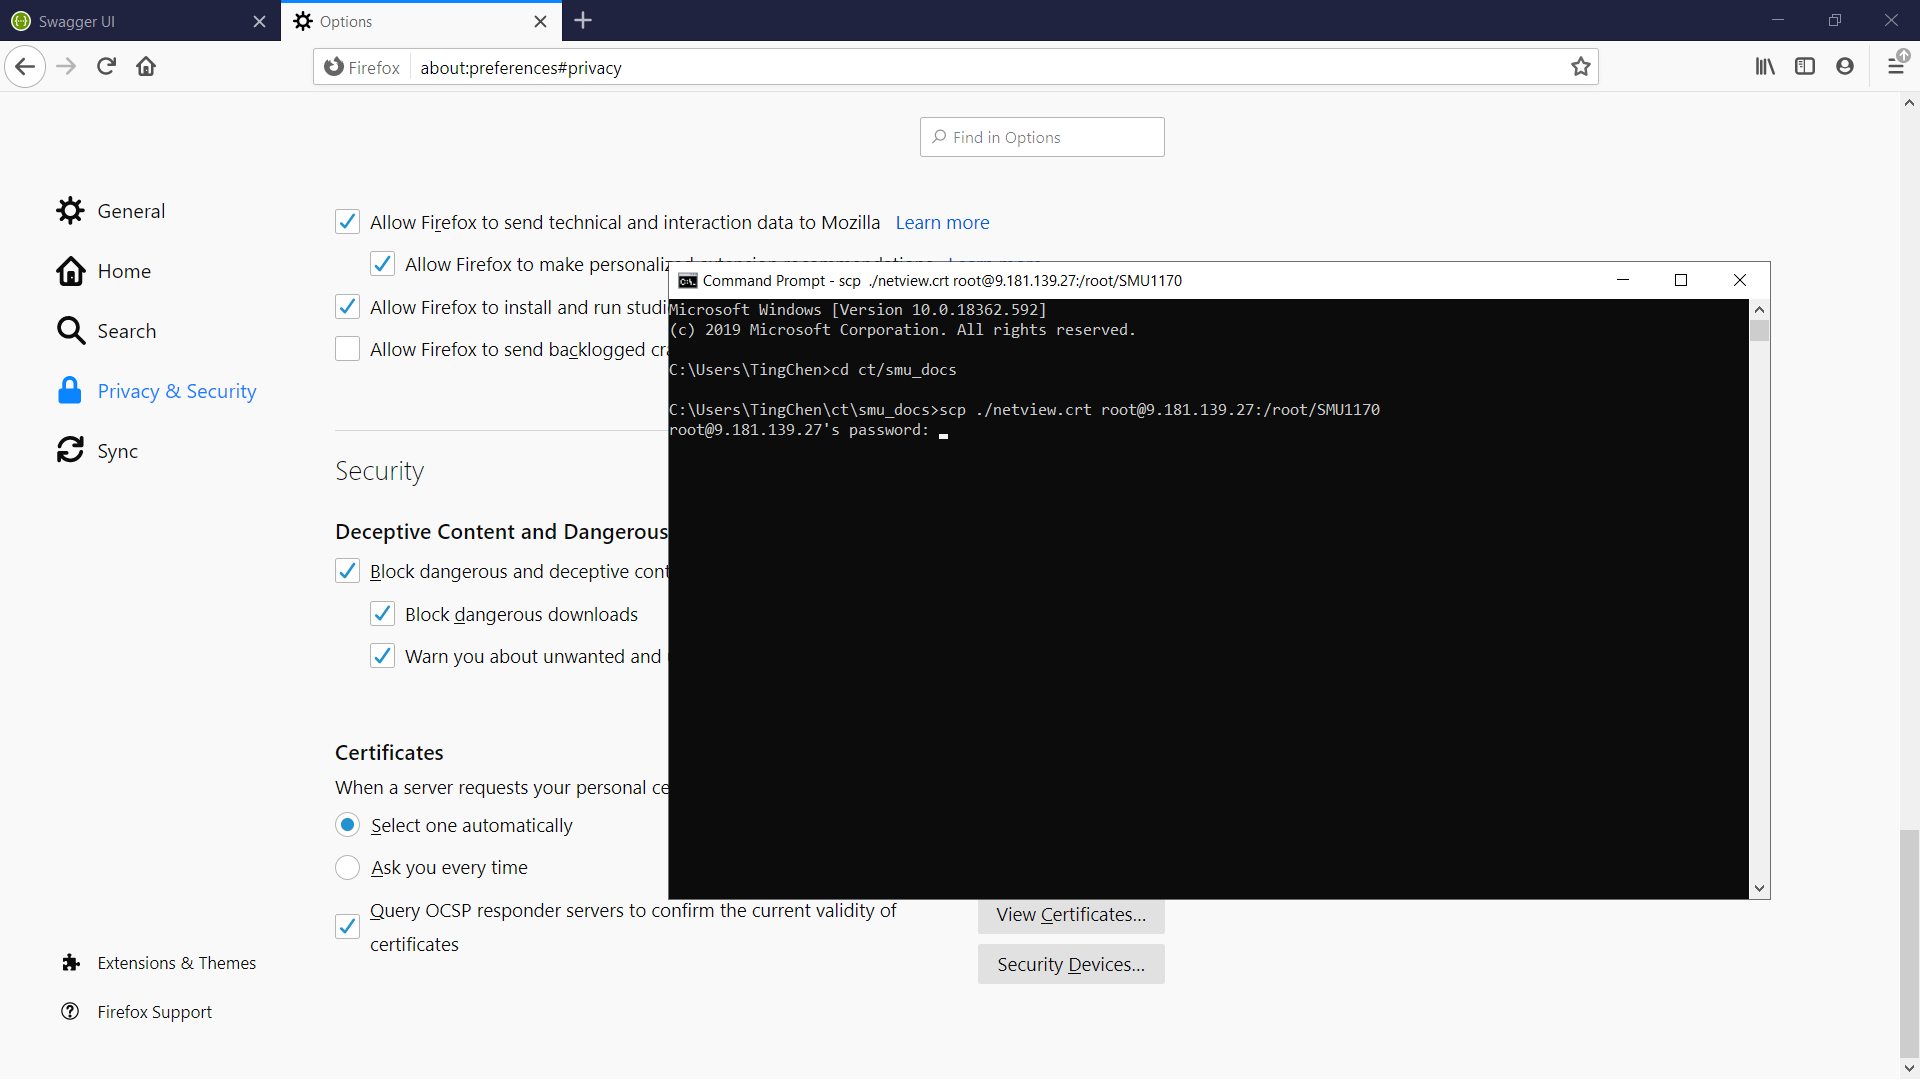 Swagger UI
Options
Firefox
about:preferences#privacy
Find in Options
General
Home
Search
Privacy & Security
Sync
Extensions & Themes
Firefox Support
Allow Firefox to send technical and interaction data to Mozilla Learn more
Allow Firefox to make personalized extension recommendations Learn more
Allow Firefox to install and run studi
Allow Firefox to send backlogged cra
Security
Deceptive Content and Dangerous
Block dangerous and deceptive cont
Block dangerous downloads
Warn you about unwanted and
Certificates
When a server requests your personal ce
Select one automatically
Ask you every time
Query OCSP responder servers to confirm the current validity of
certificates
View Certificates...
Security Devices...
Command Prompt - scp ./netview.crt root@9.181.139.27:/root/SMU1170
Microsoft Windows [Version 10.0.18362.592]
(c) 2019 Microsoft Corporation. All rights reserved.
C:\Users\TingChen>cd ct/smu_docs
C:\Users\TingChen\ct\smu_docs>scp ./netview.crt root@9.181.139.27:/root/SMU1170
root@9.181.139.27's password: